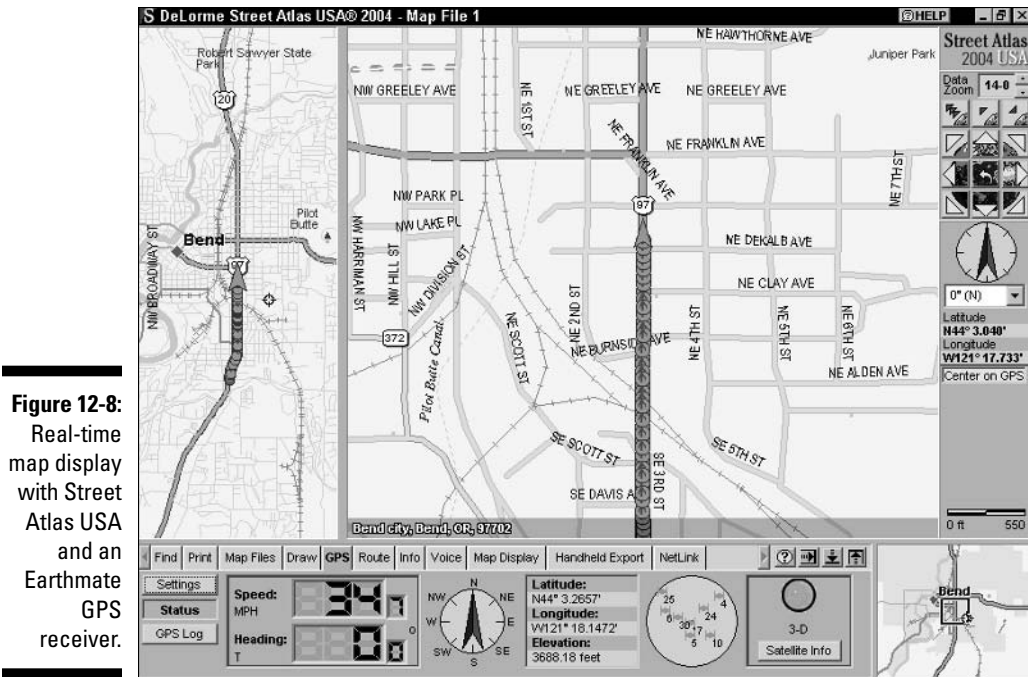 S DeLorme Street Atlas USA® 2004 - Map File 1
?HELP
Robert Sawyer State
Park
20
Pilot
Butte
Bend
97
NW BROADWAY ST
NE HAWTHORNE AVE
Juniper Park
NW GREELEY AVE
NE 1ST ST
NE GREELEY AVE
NE GREELEY AVE
NE FRANKLIN AVE
NE FRANKLIN AVE
NE 7TH ST
NW PARK PL
97
NW LAKE PL
NW HARRIMAN ST
NW HILL ST
NW DIVISION ST
NE DEKALB AVE
NE CLAY AVE
372
Pilot Butte Canal
NE SCOTT ST
NE 2ND ST
NE BURNSIDE AVE
NE 4TH ST
NE 5TH ST
NE 6TH ST
NE ALDEN AVE
SE SCOTT ST
SE 5TH ST
SE 3RD ST
SE DAVIS A
Bend city, Bend, OR, 97702
Street Atlas
2004 USA
Data
Zoom
14-0
0° (N)
Latitude
N44° 3.040'
Longitude
W121° 17.733'
Center on GPS
0 ft 550
Figure 12-8:
Real-time
map display
with Street
Atlas USA
and an
Earthmate
GPS
receiver.
Find Print Map Files Draw GPS Route Info Voice Map Display Handheld Export NetLink
?
Settings
Status
GPS Log
Speed:
MPH
34 7
Heading:
T
0 0 °
N
NE
E
SE
S
SW
W
NW
Latitude:
N44° 3.2657'
Longitude:
W121° 18.1472'
Elevation:
3688.18 feet
25
4
6
30
7
24
5
10
3-D
Satellite Info
Bend